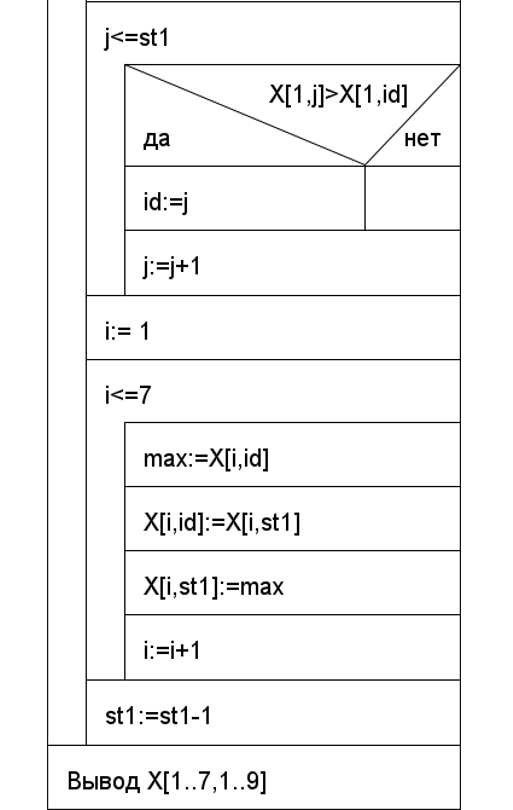 j<=st1
X[1,j]>X[1,id]
да нет
id:=j
j:=j+1
i:= 1
i<=7
max:=X[i,id]
X[i,id]:=X[i,st1]
X[i,st1]:=max
i:=i+1
st1:=st1-1
Вывод X[1..7,1..9]